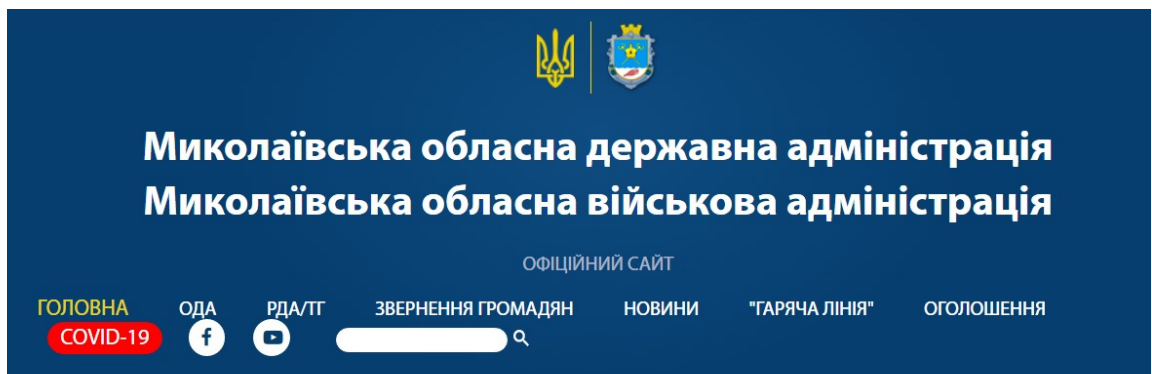 Миколаївська обласна державна адміністрація
Миколаївська обласна військова адміністрація
ОФІЦІЙНИЙ САЙТ
ГОЛОВНА ОДА РДА/ТГ ЗВЕРНЕННЯ ГРОМАДЯН НОВИНИ "ГАРЯЧА ЛІНІЯ" ОГОЛОШЕННЯ
COVID-19